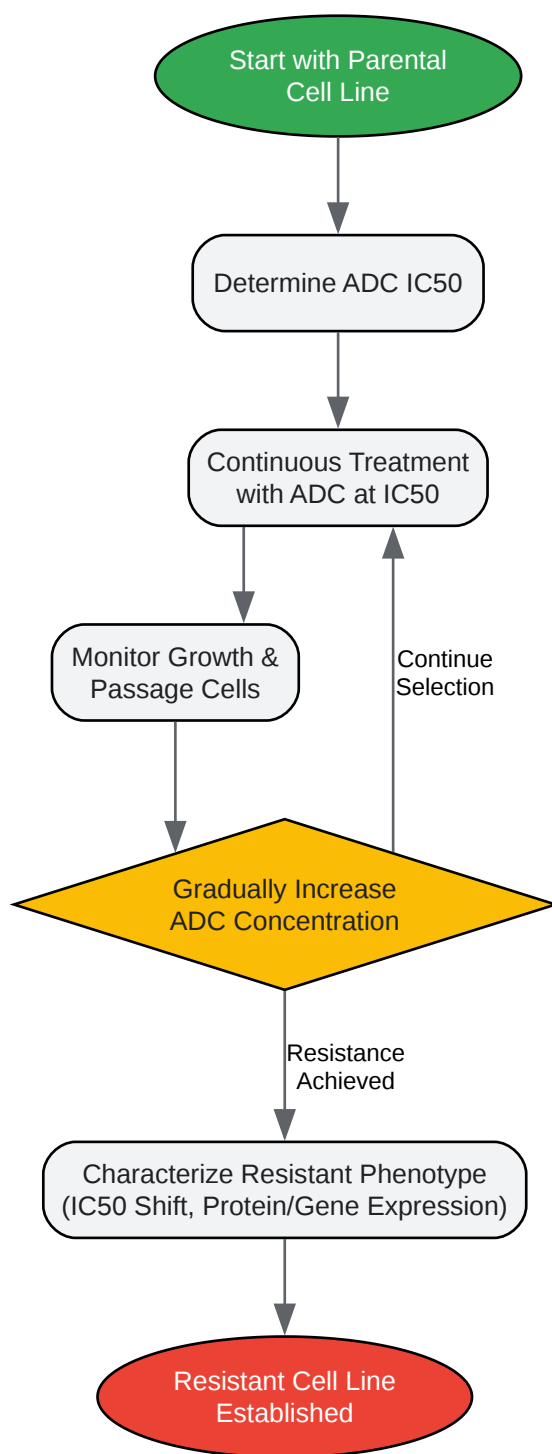 Start with Parental
Cell Line
Determine ADC IC50
Continuous Treatment
with ADC at IC50
Monitor Growth &
Passage Cells
Continue
Selection
Gradually Increase
ADC Concentration
Resistance
Achieved
Characterize Resistant Phenotype
(IC50 Shift, Protein/Gene Expression)
Resistant Cell Line
Established